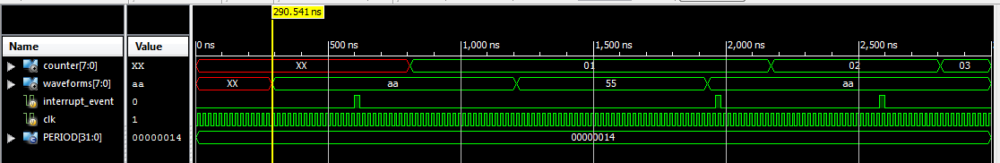 290.541 ns
Name Value 0 ns 500 ns 1,000 ns 1,500 ns 2,000 ns 2,500 ns
counter[7:0] XX XX 01 02 03
waveforms[7:0] aa XX aa 55 aa
interrupt_event 0
clk 1
PERIOD[31:0] 00000014 00000014